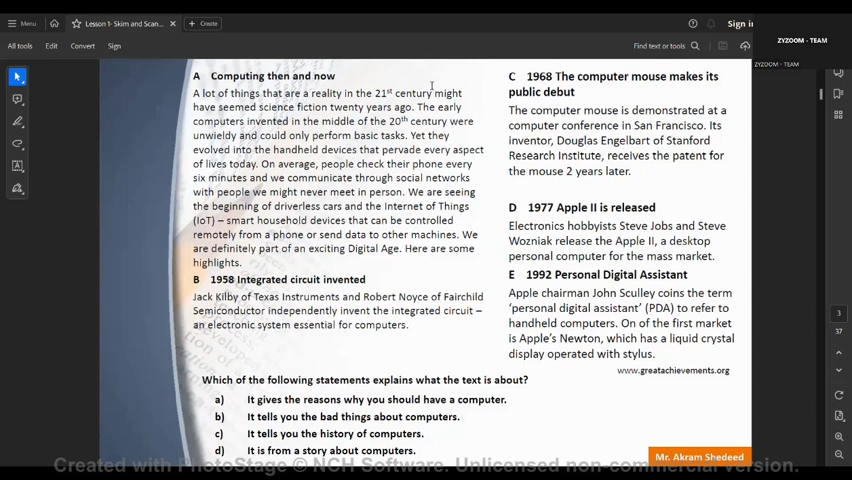 Menu
Lesson 1- Skim and Scan...
Create
Sign in
All tools
Edit
Convert
Sign
Find text or tools
ZYZOOM - TEAM
ZYZOOM - TEAM
A Computing then and now
A lot of things that are a reality in the 21st century might
have seemed science fiction twenty years ago. The early
computers invented in the middle of the 20th century were
unwieldy and could only perform basic tasks. Yet they
evolved into the handheld devices that pervade every aspect
of lives today. On average, people check their phone every
six minutes and we communicate through social networks
with people we might never meet in person. We are seeing
the beginning of driverless cars and the Internet of Things
(IoT) – smart household devices that can be controlled
remotely from a phone or send data to other machines. We
are definitely part of an exciting Digital Age. Here are some
highlights.
B 1958 Integrated circuit invented
Jack Kilby of Texas Instruments and Robert Noyce of Fairchild
Semiconductor independently invent the integrated circuit –
an electronic system essential for computers.
C 1968 The computer mouse makes its
public debut
The computer mouse is demonstrated at a
computer conference in San Francisco. Its
inventor, Douglas Engelbart of Stanford
Research Institute, receives the patent for
the mouse 2 years later.
D 1977 Apple II is released
Electronics hobbyists Steve Jobs and Steve
Wozniak release the Apple II, a desktop
personal computer for the mass market.
E 1992 Personal Digital Assistant
Apple chairman John Sculley coins the term
‘personal digital assistant’ (PDA) to refer to
handheld computers. On of the first market
is Apple’s Newton, which has a liquid crystal
display operated with stylus.
www.greatachievements.org
Which of the following statements explains what the text is about?
a) It gives the reasons why you should have a computer.
b) It tells you the bad things about computers.
c) It tells you the history of computers.
d) It is from a story about computers.
Mr. Akram Shedeed
3
37
Created with PhotoStage © NCH Software. Unlicensed non-commercial version.